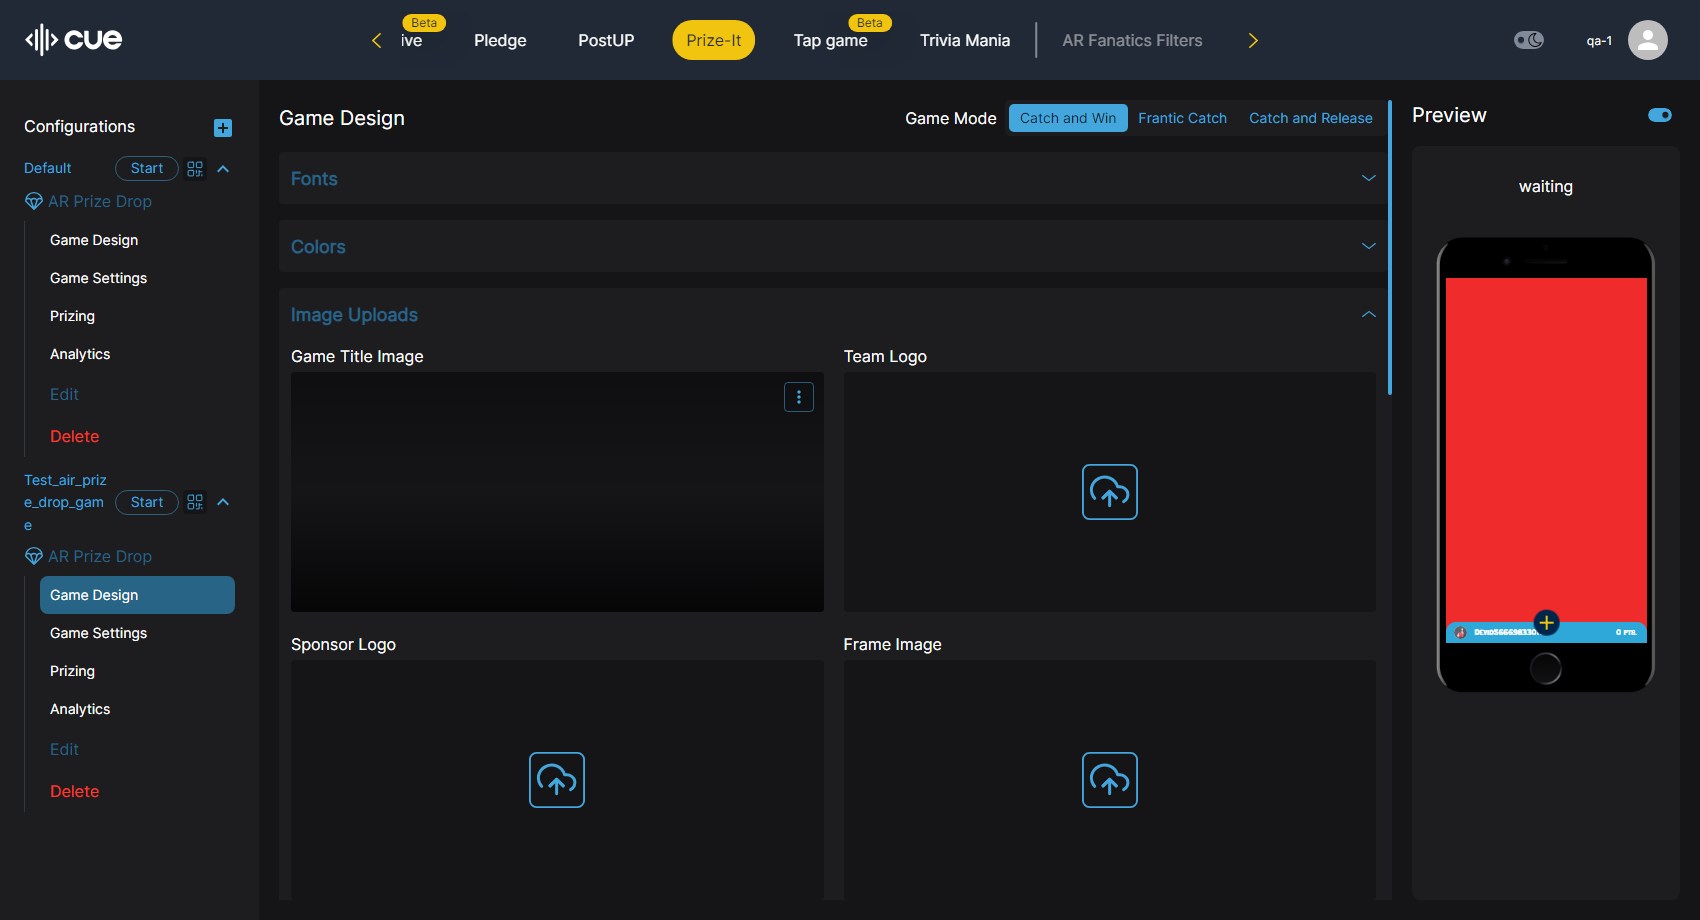 cue
Beta
ive
Pledge
PostUP
Prize-It
Beta
Tap game
Trivia Mania
AR Fanatics Filters
qa-1
Configurations
Default
Start
AR Prize Drop
Game Design
Game Settings
Prizing
Analytics
Edit
Delete
Test_air_priz
e_drop_gam
e
Start
AR Prize Drop
Game Design
Game Settings
Prizing
Analytics
Edit
Delete
Game Design
Game Mode
Catch and Win
Frantic Catch
Catch and Release
Fonts
Colors
Image Uploads
Game Title Image
Team Logo
Sponsor Logo
Frame Image
Preview
waiting
0 PTS.